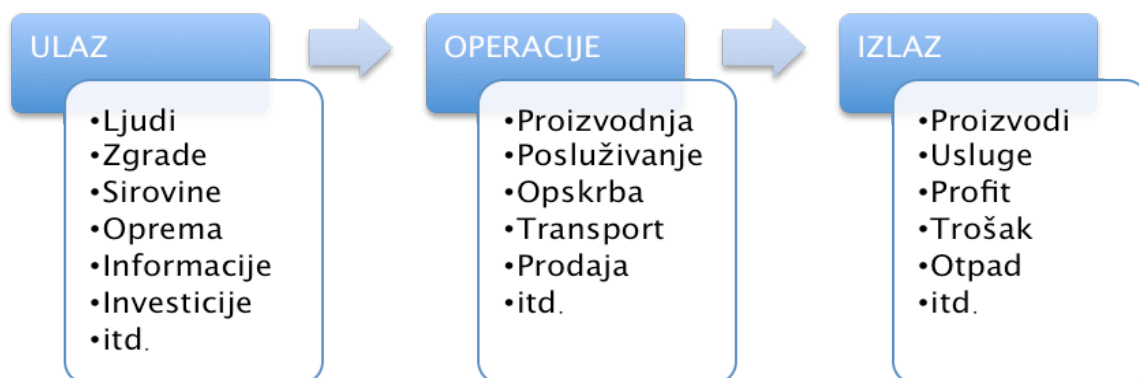 ULAZ
•Ljudi
•Zgrade
•Sirovine
•Oprema
•Informacije
•Investicije
•itd.
OPERACIJE
•Proizvodnja
•Posluživanje
•Opskrba
•Transport
•Prodaja
•itd.
IZLAZ
•Proizvodi
•Usluge
•Profit
•Trošak
•Otpad
•itd.